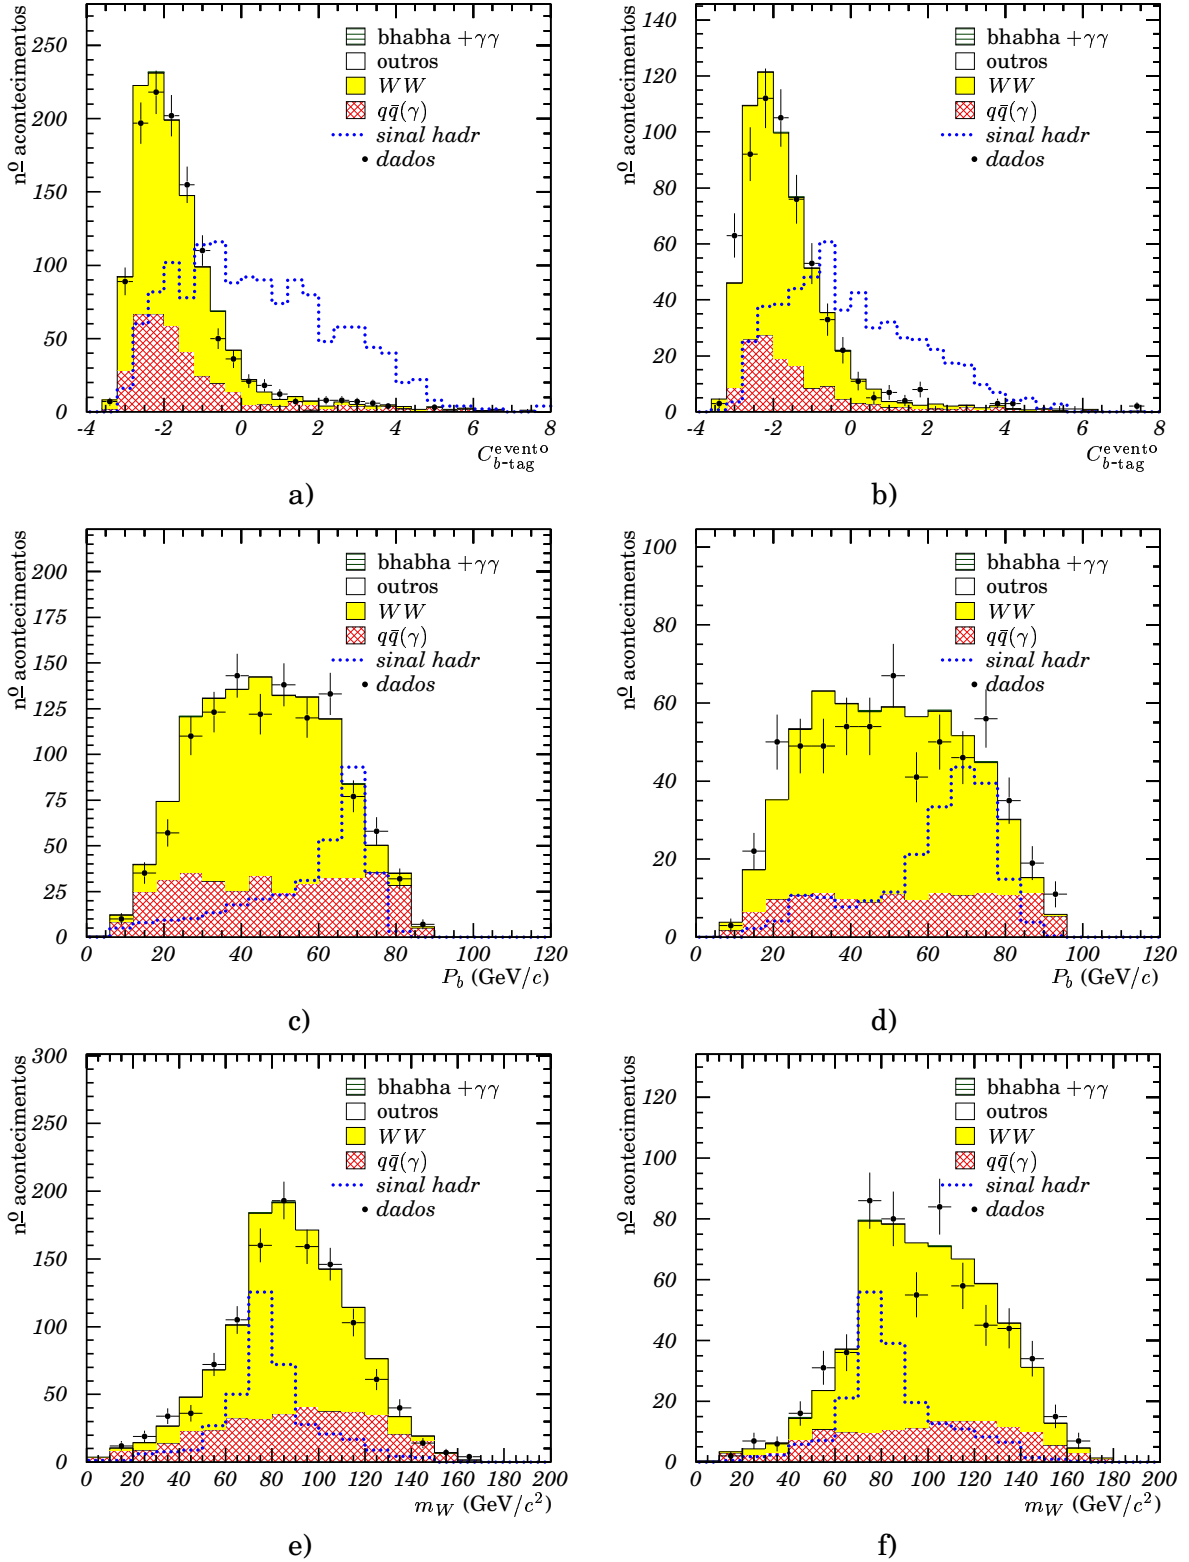 nº acontecimentos
250
200
150
100
50
0
-4 -2 0 2 4 6 8
bhabha +γγ
outros
WW
qq̄(γ)
sinal hadr
dados
C_{b-tag}^{evento}
a)
nº acontecimentos
140
120
100
80
60
40
20
0
-4 -2 0 2 4 6 8
bhabha +γγ
outros
WW
qq̄(γ)
sinal hadr
dados
C_{b-tag}^{evento}
b)
nº acontecimentos
200
175
150
125
100
75
50
25
0
0 20 40 60 80 100 120
bhabha +γγ
outros
WW
qq̄(γ)
sinal hadr
dados
P_b (GeV/c)
c)
nº acontecimentos
100
80
60
40
20
0
0 20 40 60 80 100 120
bhabha +γγ
outros
WW
qq̄(γ)
sinal hadr
dados
P_b (GeV/c)
d)
nº acontecimentos
300
250
200
150
100
50
0
0 20 40 60 80 100 120 140 160 180 200
bhabha +γγ
outros
WW
qq̄(γ)
sinal hadr
dados
m_W (GeV/c²)
e)
nº acontecimentos
120
100
80
60
40
20
0
0 20 40 60 80 100 120 140 160 180 200
bhabha +γγ
outros
WW
qq̄(γ)
sinal hadr
dados
m_W (GeV/c²)
f)